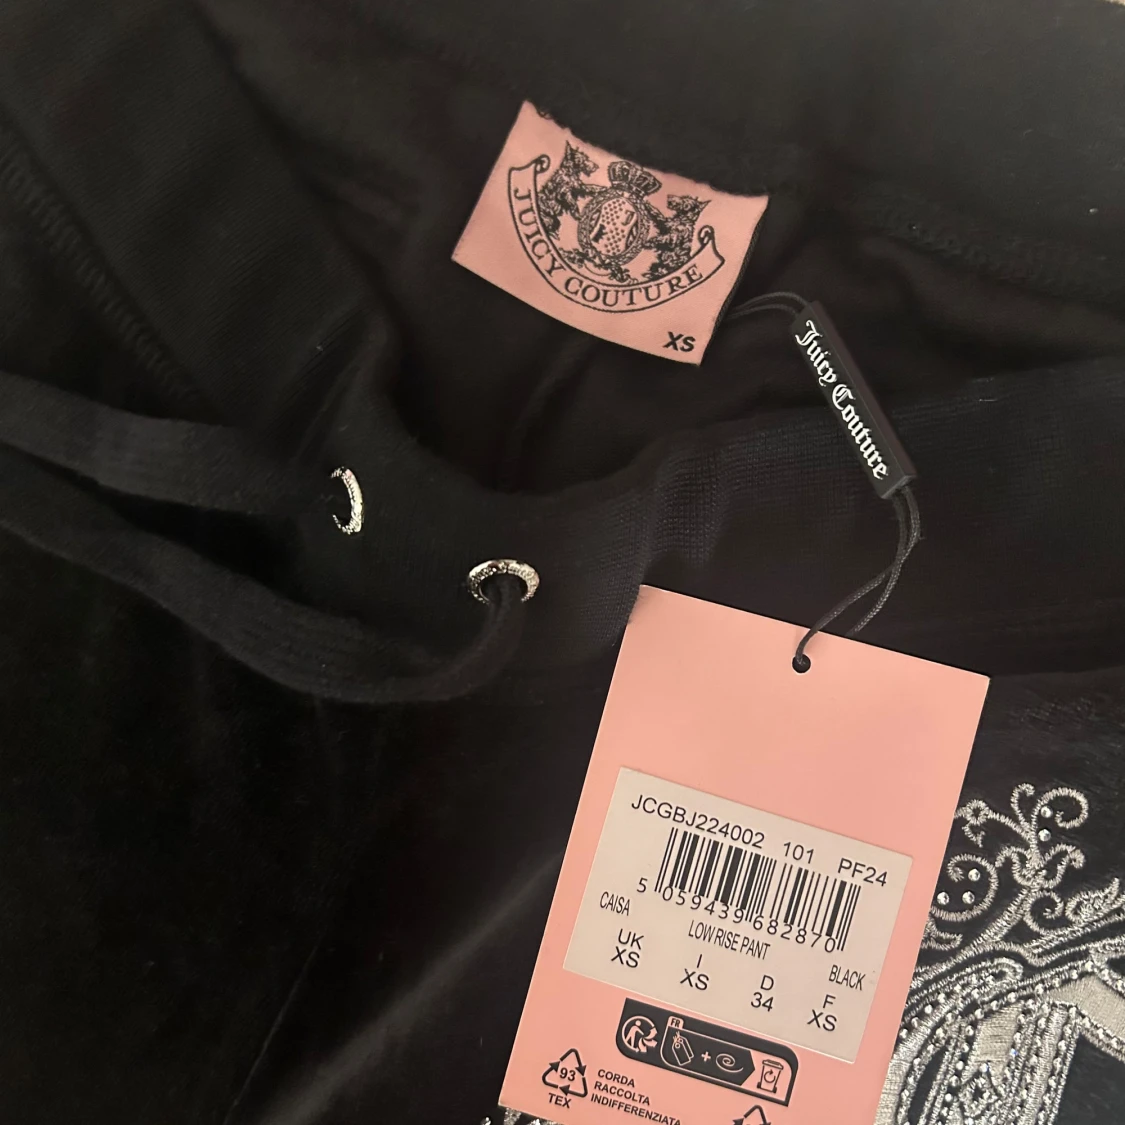 JUICY COUTURE
XS
Juicy Couture
JCGBJ224002 101 PF24
5 059439 682870
CAISA LOW RISE PANT BLACK
UK I D F
XS XS 34 XS
FR
93
TEX
CORDA
RACCOLTA
INDIFFERENZIATA